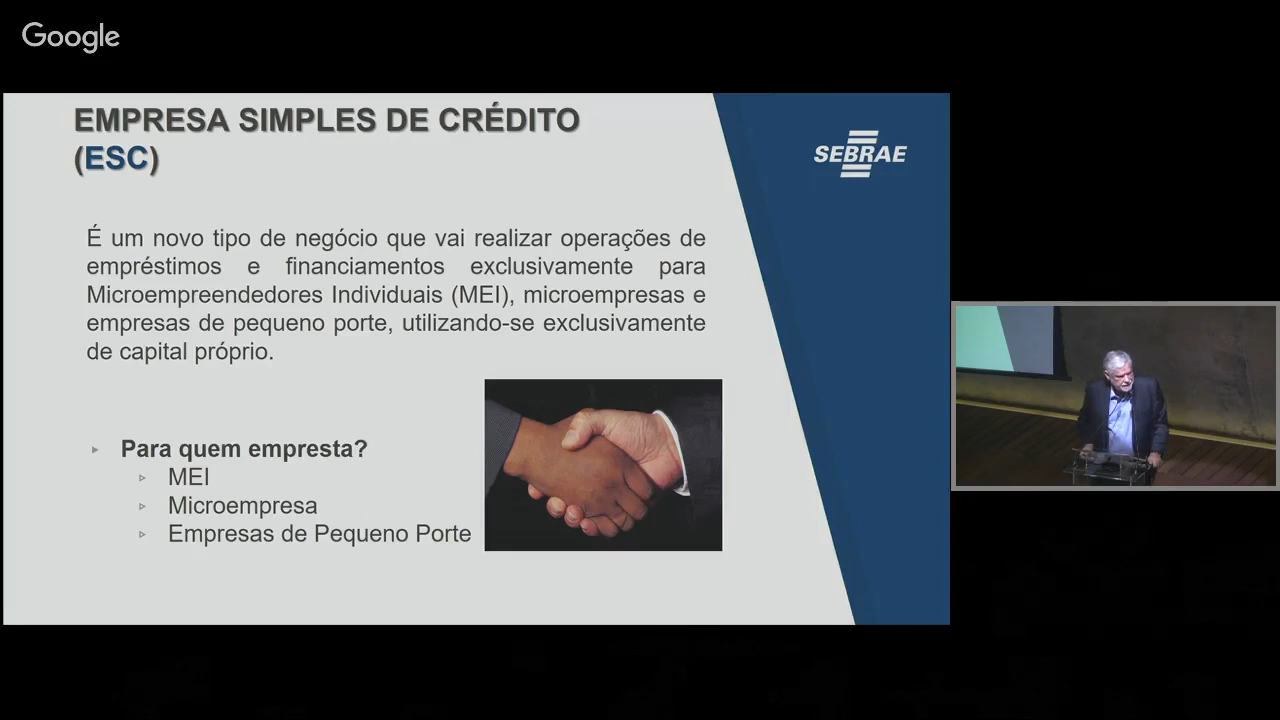 Google
EMPRESA SIMPLES DE CRÉDITO
(ESC)
SEBRAE
É um novo tipo de negócio que vai realizar operações de
empréstimos e financiamentos exclusivamente para
Microempreendedores Individuais (MEI), microempresas e
empresas de pequeno porte, utilizando-se exclusivamente
de capital próprio.
Para quem empresta?
MEI
Microempresa
Empresas de Pequeno Porte